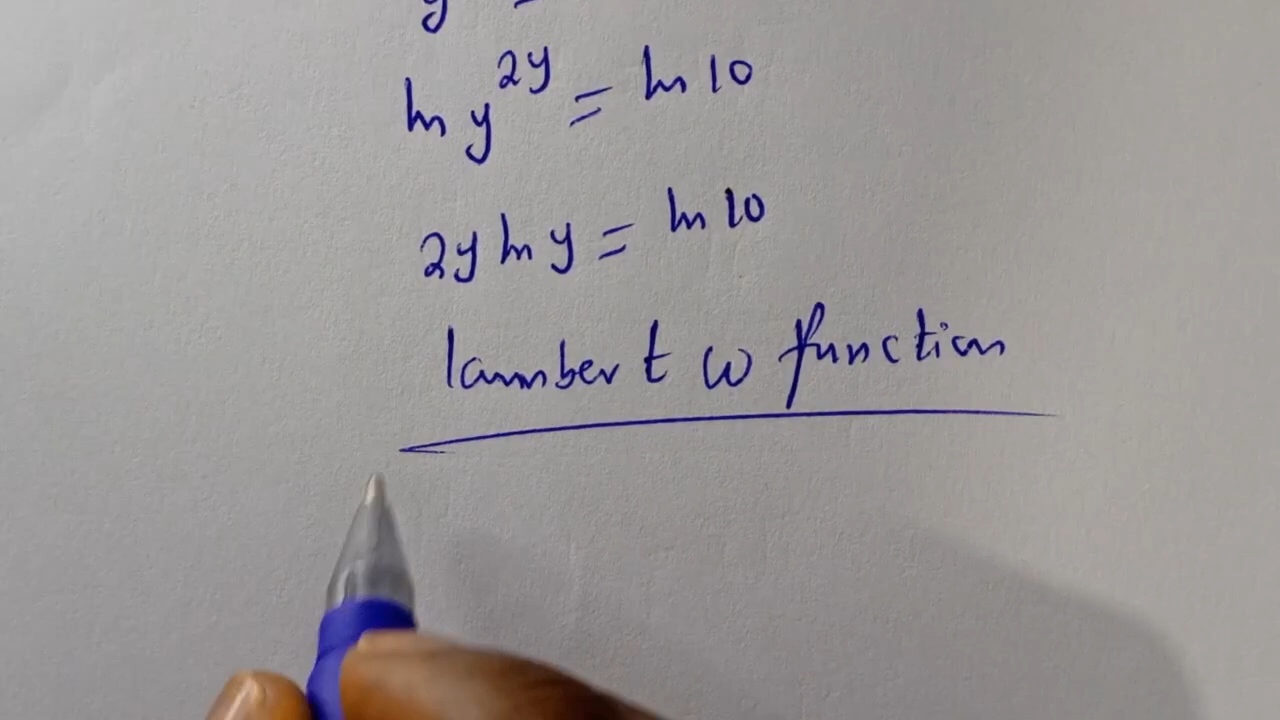 y =
ln y^2y = ln 10
2y ln y = ln 10
lambert w function